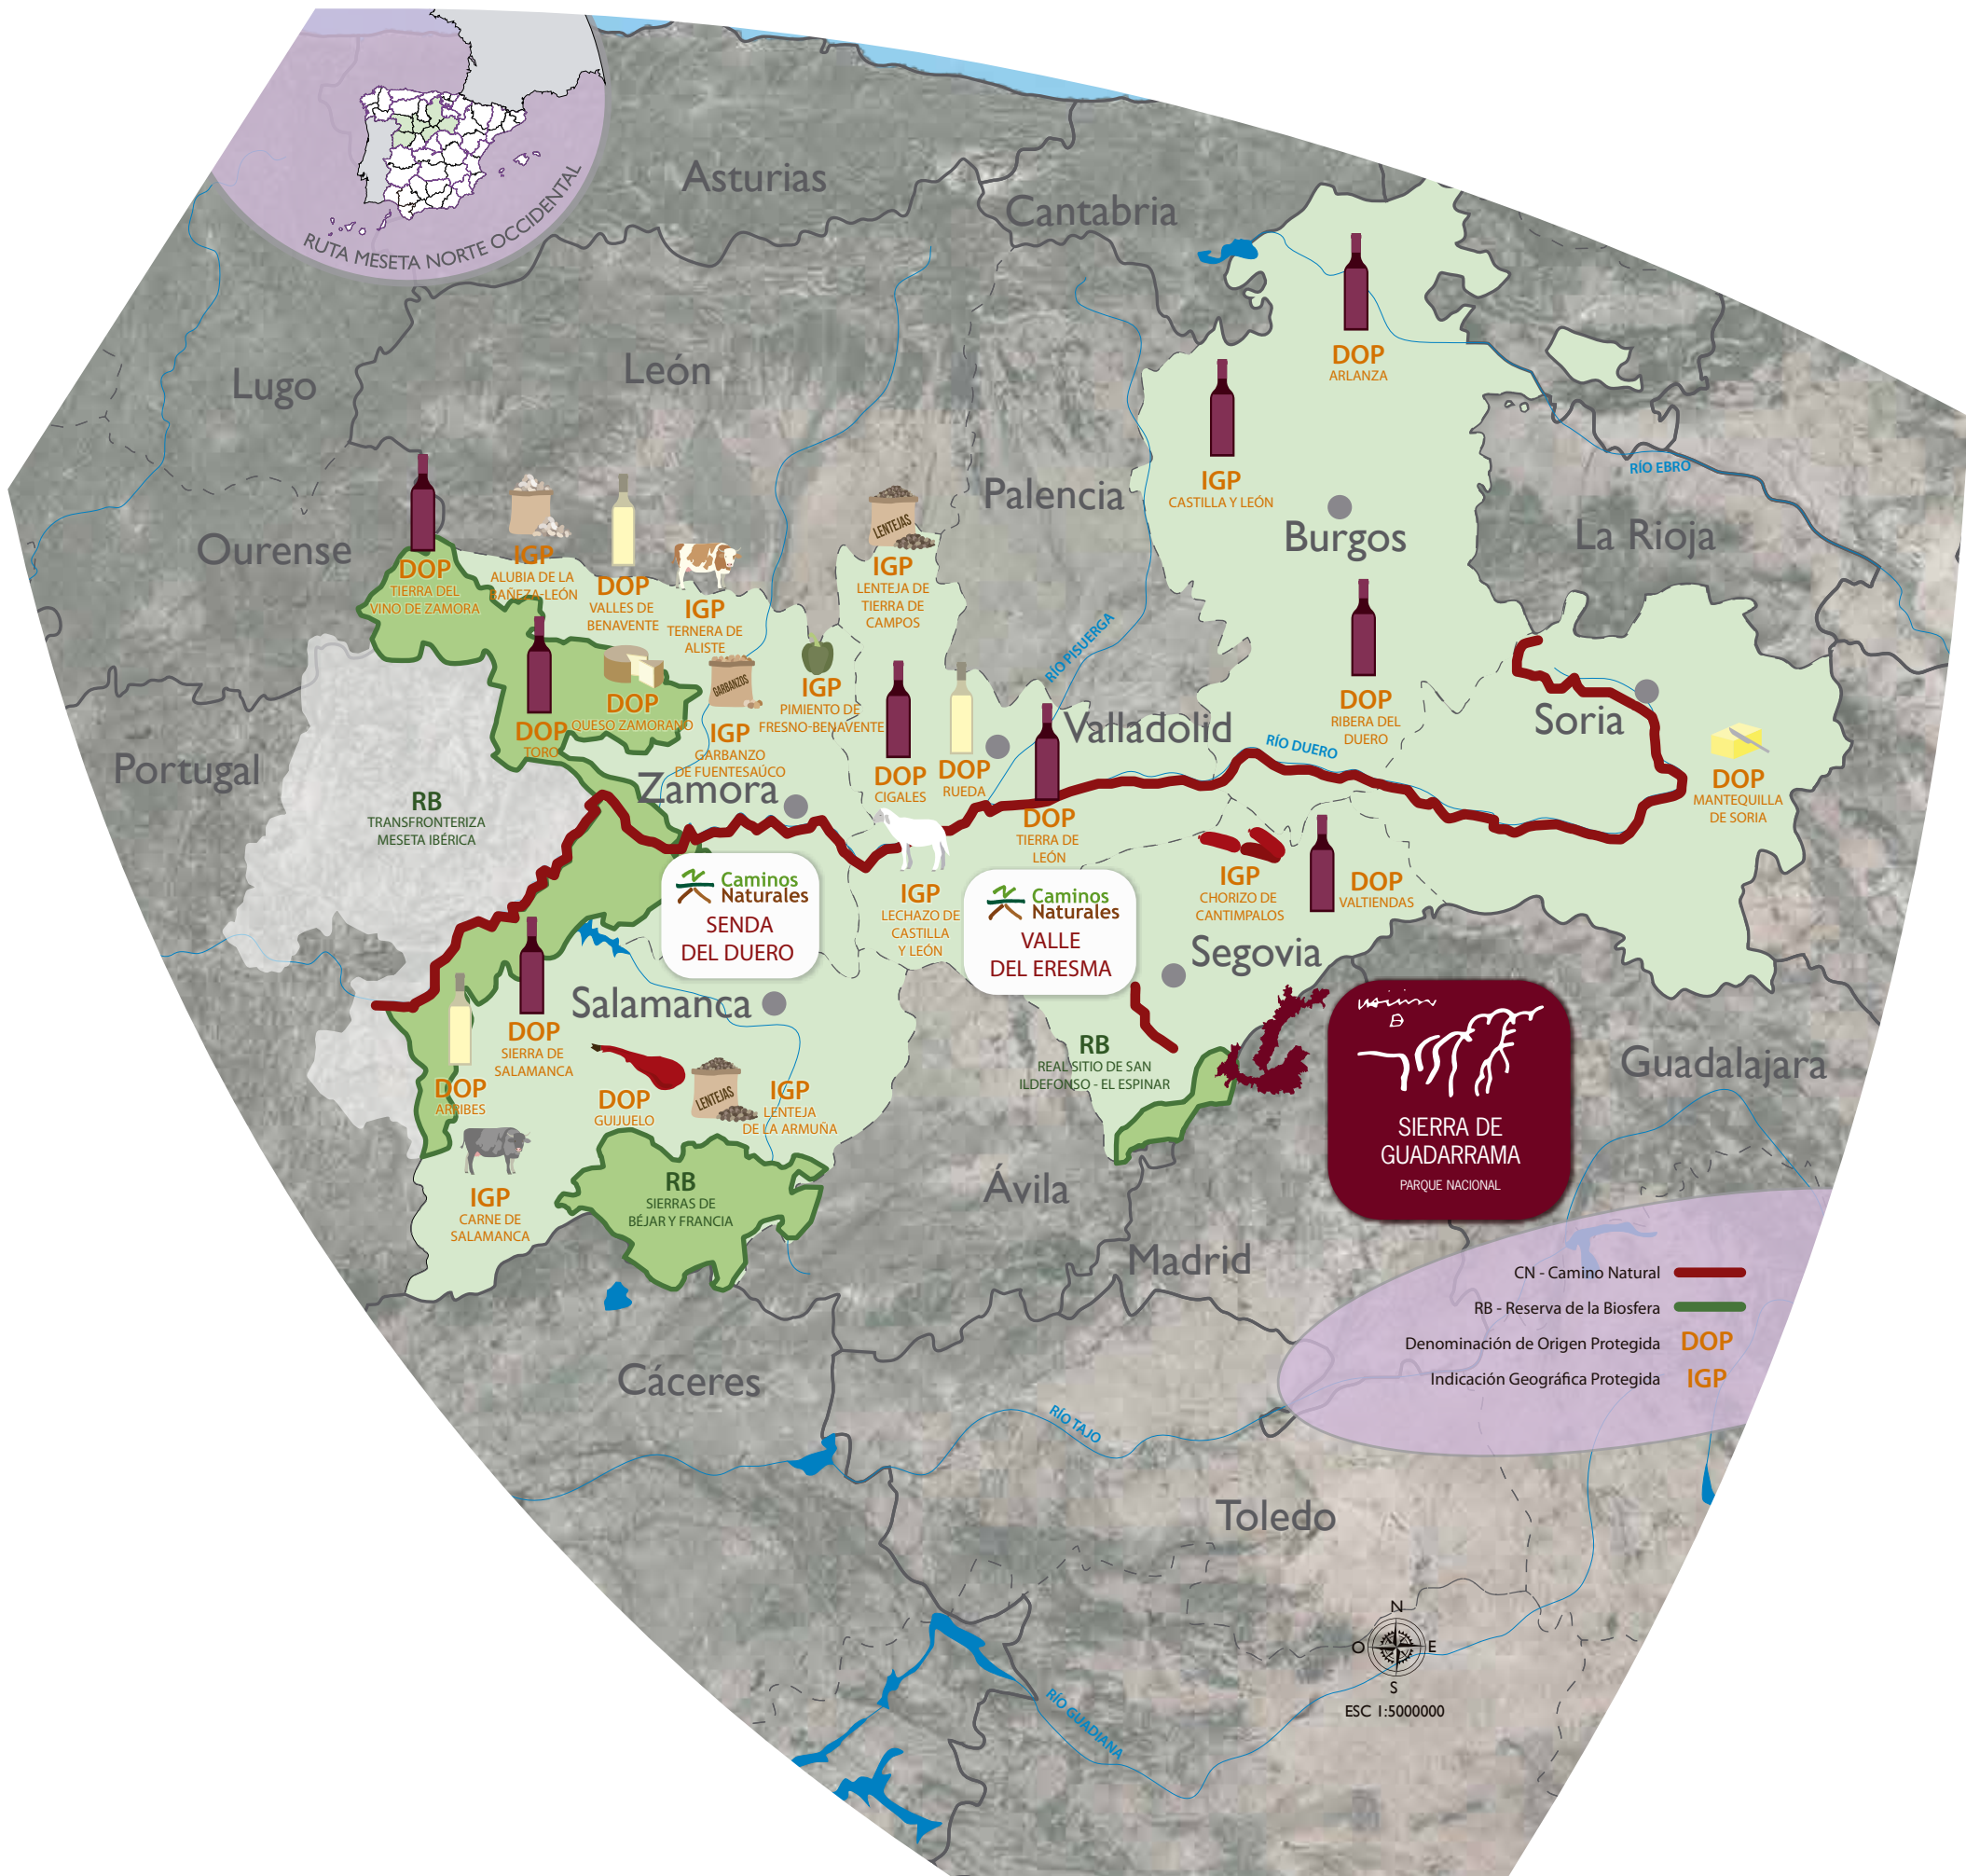 RUTA MESETA NORTE OCCIDENTAL
Asturias
Cantabria
Lugo
León
Palencia
Ourense
Burgos
La Rioja
Portugal
Zamora
Valladolid
Soria
Salamanca
Segovia
Guadalajara
Ávila
Madrid
Cáceres
Toledo
DOP
ARLANZA
IGP
CASTILLA Y LEÓN
RÍO EBRO
DOP
TIERRA DEL
VINO DE ZAMORA
IGP
ALUBIA DE LA
BAÑEZA-LEÓN
DOP
VALLES DE
BENAVENTE
IGP
TERNERA DE
ALISTE
LENTEJAS
IGP
LENTEJA DE
TIERRA DE
CAMPOS
RÍO PISUERGA
DOP
TORO
DOP
QUESO ZAMORANO
GARBANZOS
IGP
GARBANZO
DE FUENTESAÚCO
IGP
PIMIENTO DE
FRESNO-BENAVENTE
DOP
CIGALES
DOP
RUEDA
DOP
TIERRA DE
LEÓN
DOP
RIBERA DEL
DUERO
RÍO DUERO
DOP
MANTEQUILLA
DE SORIA
RB
TRANSFRONTERIZA
MESETA IBÉRICA
Caminos
Naturales
SENDA
DEL DUERO
IGP
LECHAZO DE
CASTILLA
Y LEÓN
Caminos
Naturales
VALLE
DEL ERESMA
IGP
CHORIZO DE
CANTIMPALOS
DOP
VALTIENDAS
DOP
SIERRA DE
SALAMANCA
DOP
ARRIBES
DOP
GUIJUELO
LENTEJAS
IGP
LENTEJA
DE LA ARMUÑA
RB
REAL SITIO DE SAN
ILDEFONSO - EL ESPINAR
IGP
CARNE DE
SALAMANCA
RB
SIERRAS DE
BÉJAR Y FRANCIA
SIERRA DE
GUADARRAMA
PARQUE NACIONAL
CN - Camino Natural
RB - Reserva de la Biosfera
Denominación de Origen Protegida DOP
Indicación Geográfica Protegida IGP
RÍO TAJO
RÍO GUADIANA
N
O E
S
ESC 1:5000000